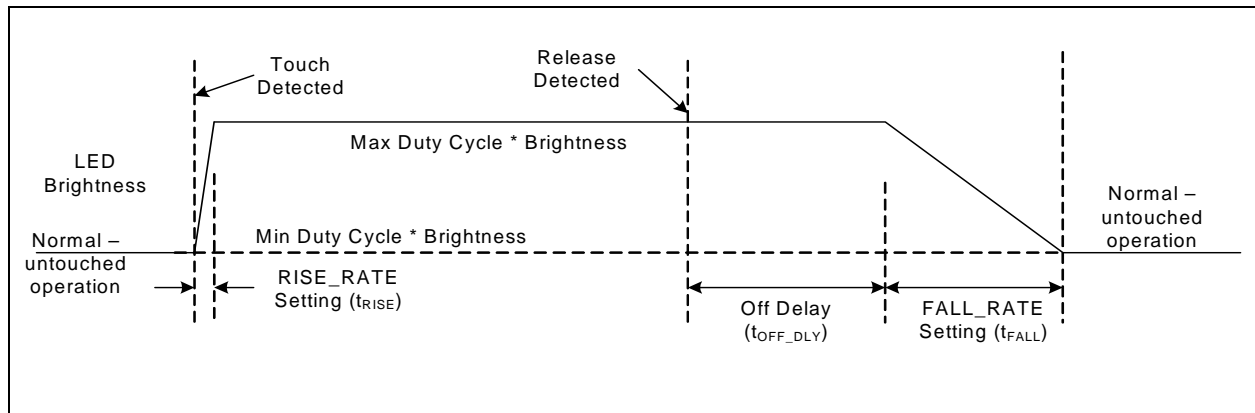 Touch
Detected
Release
Detected
Max Duty Cycle * Brightness
LED
Brightness
Normal –
untouched
operation
Min Duty Cycle * Brightness
Normal –
untouched
operation
RISE_RATE
Setting (tRISE)
Off Delay
(tOFF_DLY)
FALL_RATE
Setting (tFALL)